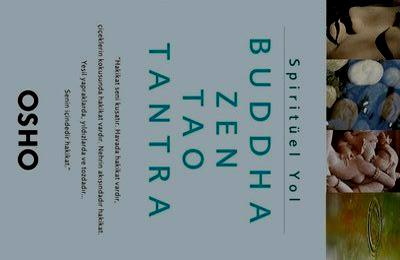 Spiritüel Yol
BUDDHA
ZEN
TAO
TANTRA
"Hakikat seni kuşatır. Havada hakikat vardır,
çiçeklerin kokusunda hakikat vardır. Nehrin akışındadır hakikat.
Yeşil yapraklarda, yıldızlarda ve tozdadır...
Senin içindedir hakikat."
OSHO